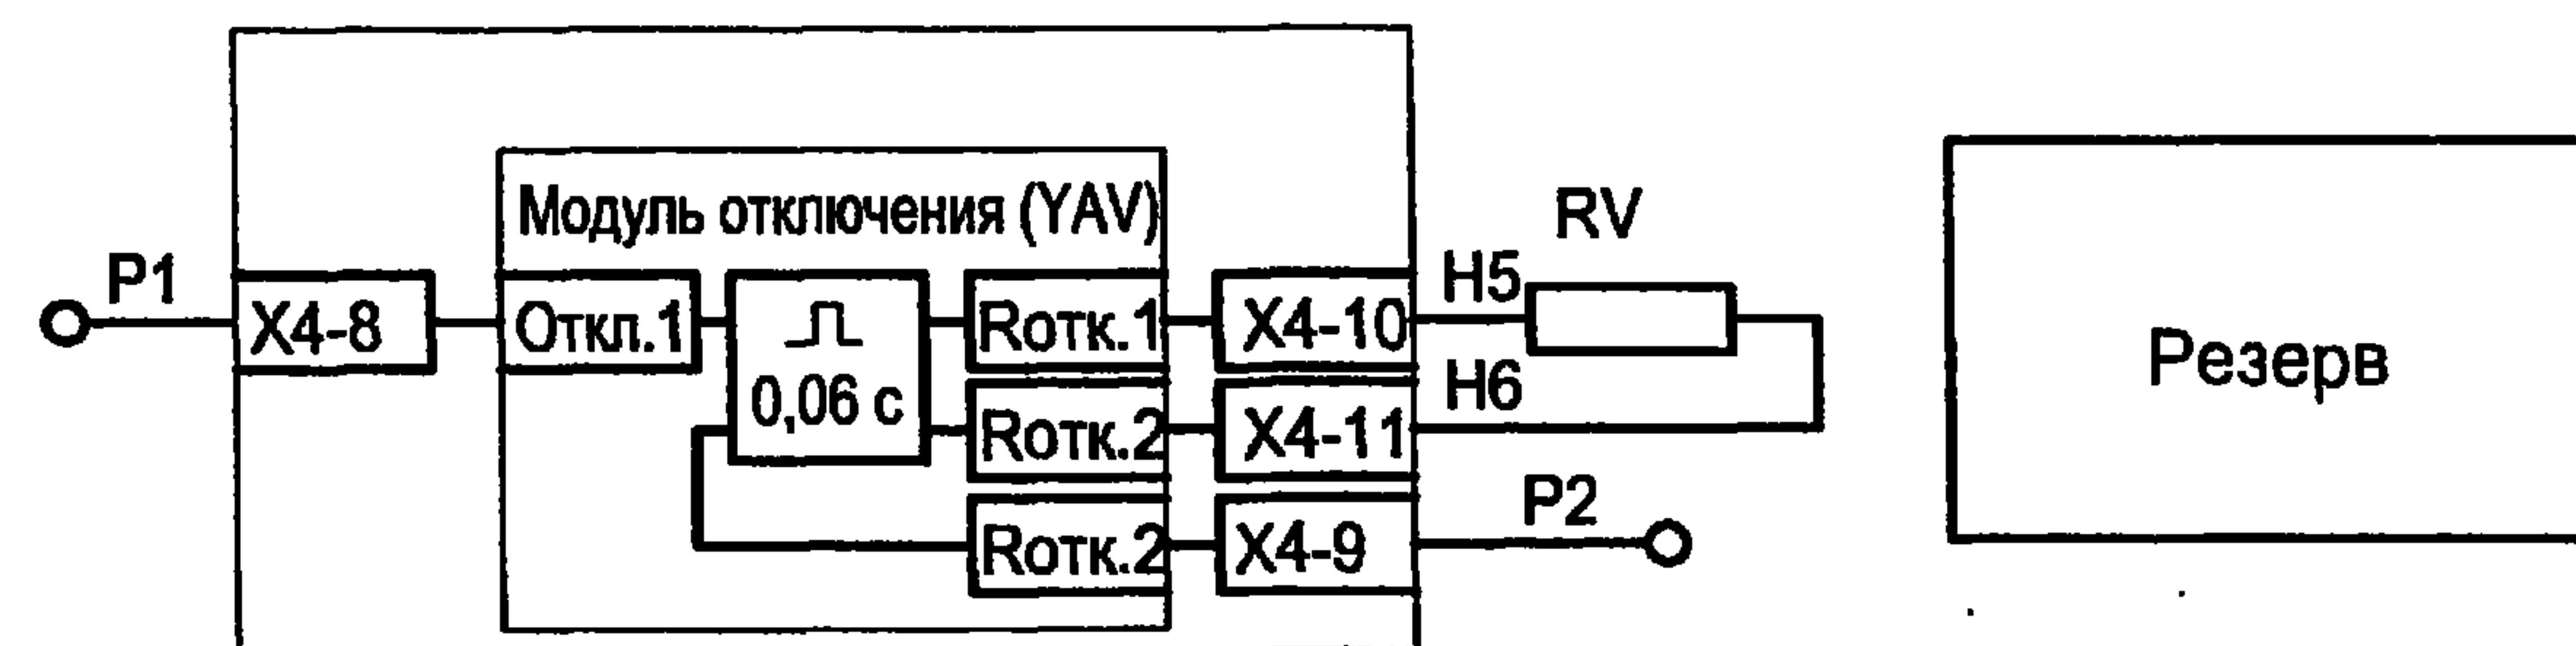 Модуль отключения (YAV)
RV
P1
H5
X4-8
Откл.1
Rотк.1
X4-10
0,06 с
H6
Rотк.2
X4-11
Резерв
P2
Rотк.2
X4-9